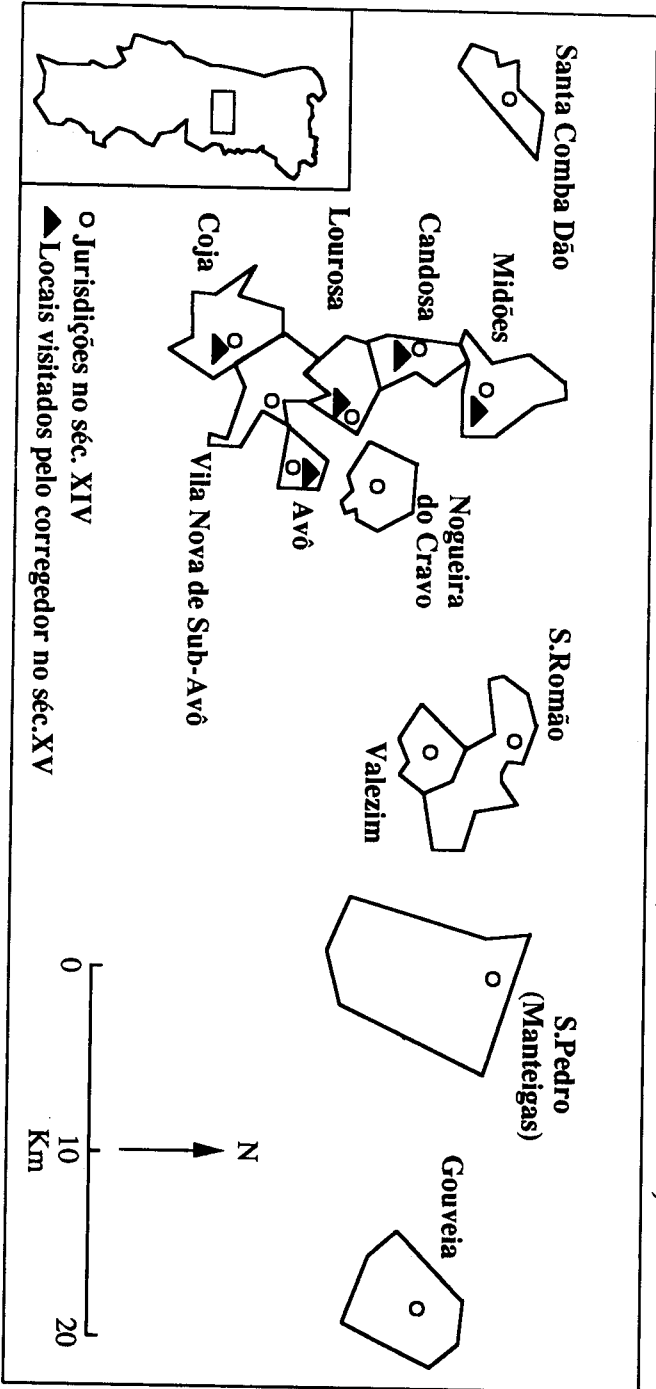 Santa Comba Dão
Midões
Candosa
Lourosa
Coja
Nogueira
do Cravo
Avô
Vila Nova de Sub-Avô
S.Romão
Valezim
S.Pedro
(Manteigas)
Gouveia
O Jurisdições no séc. XIV
Locais visitados pelo corregedor no séc.XV
N
0
10
20
Km